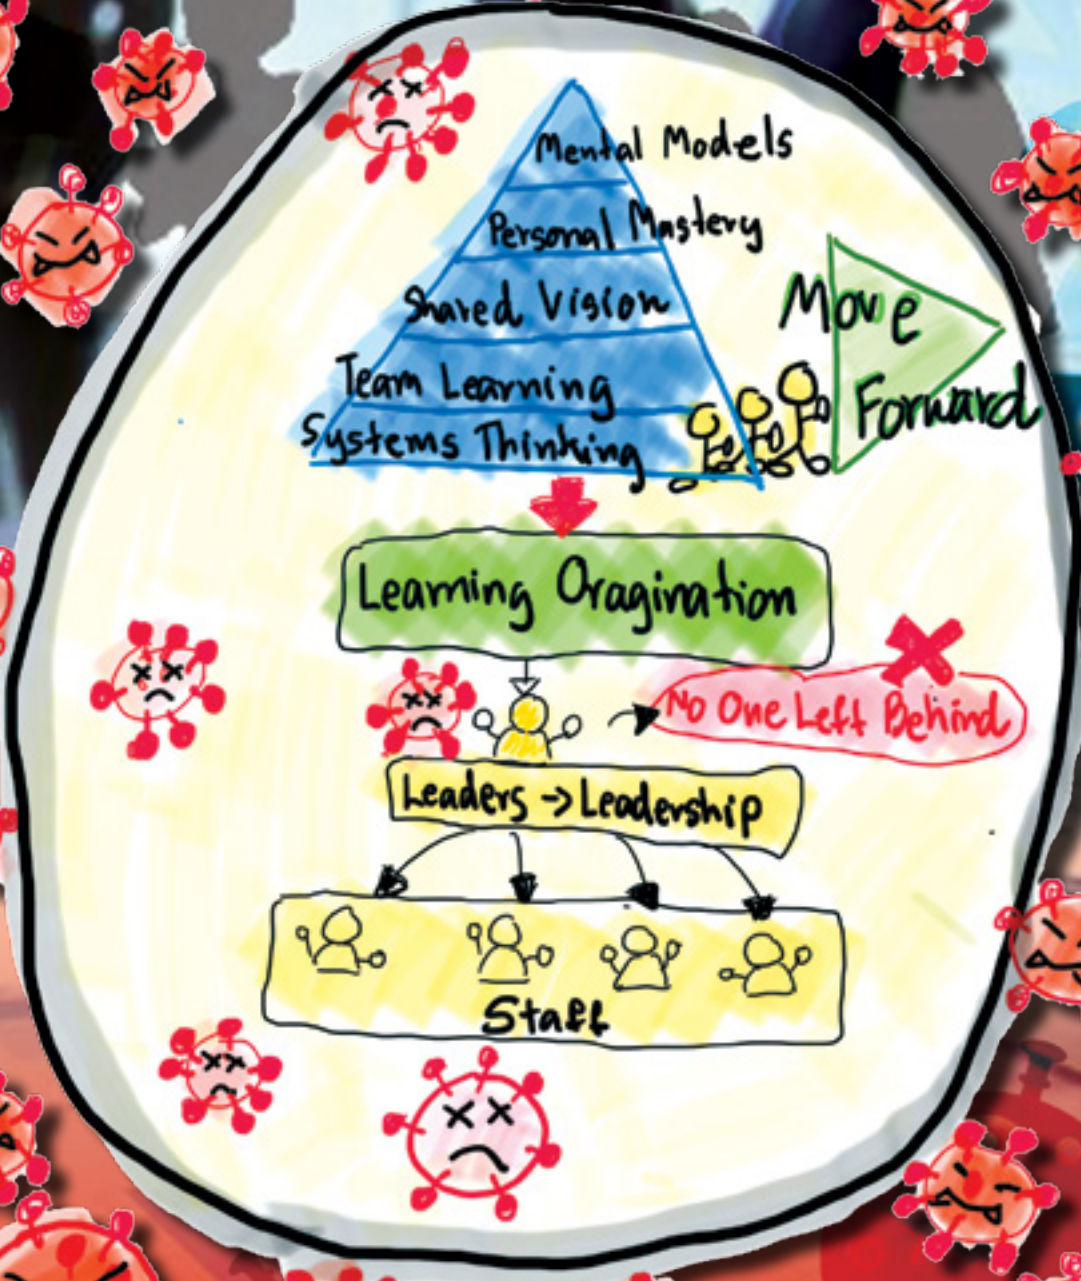 Mental Models
Personal Mastery
Shared Vision
Team Learning
Systems Thinking
Move
Forward
Learning Oragination
No One Left Behind
Leaders -> Leadership
Staff